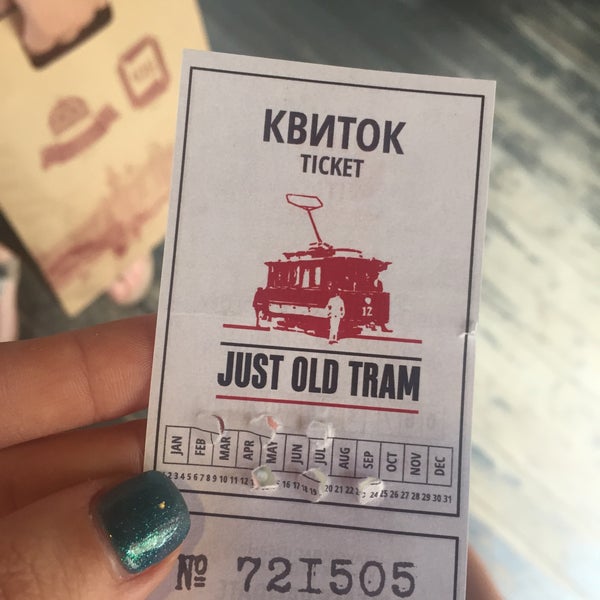 КВИТОК
TICKET
12
JUST OLD TRAM
JAN FEB MAR APR MAY JUN JUL AUG SEP OCT NOV DEC
2 3 4 5 6 7 8 9 10 11 12 15 16 17 18 19 20 21 22 23 24 25 26 27 28 29 30 31
№ 721505